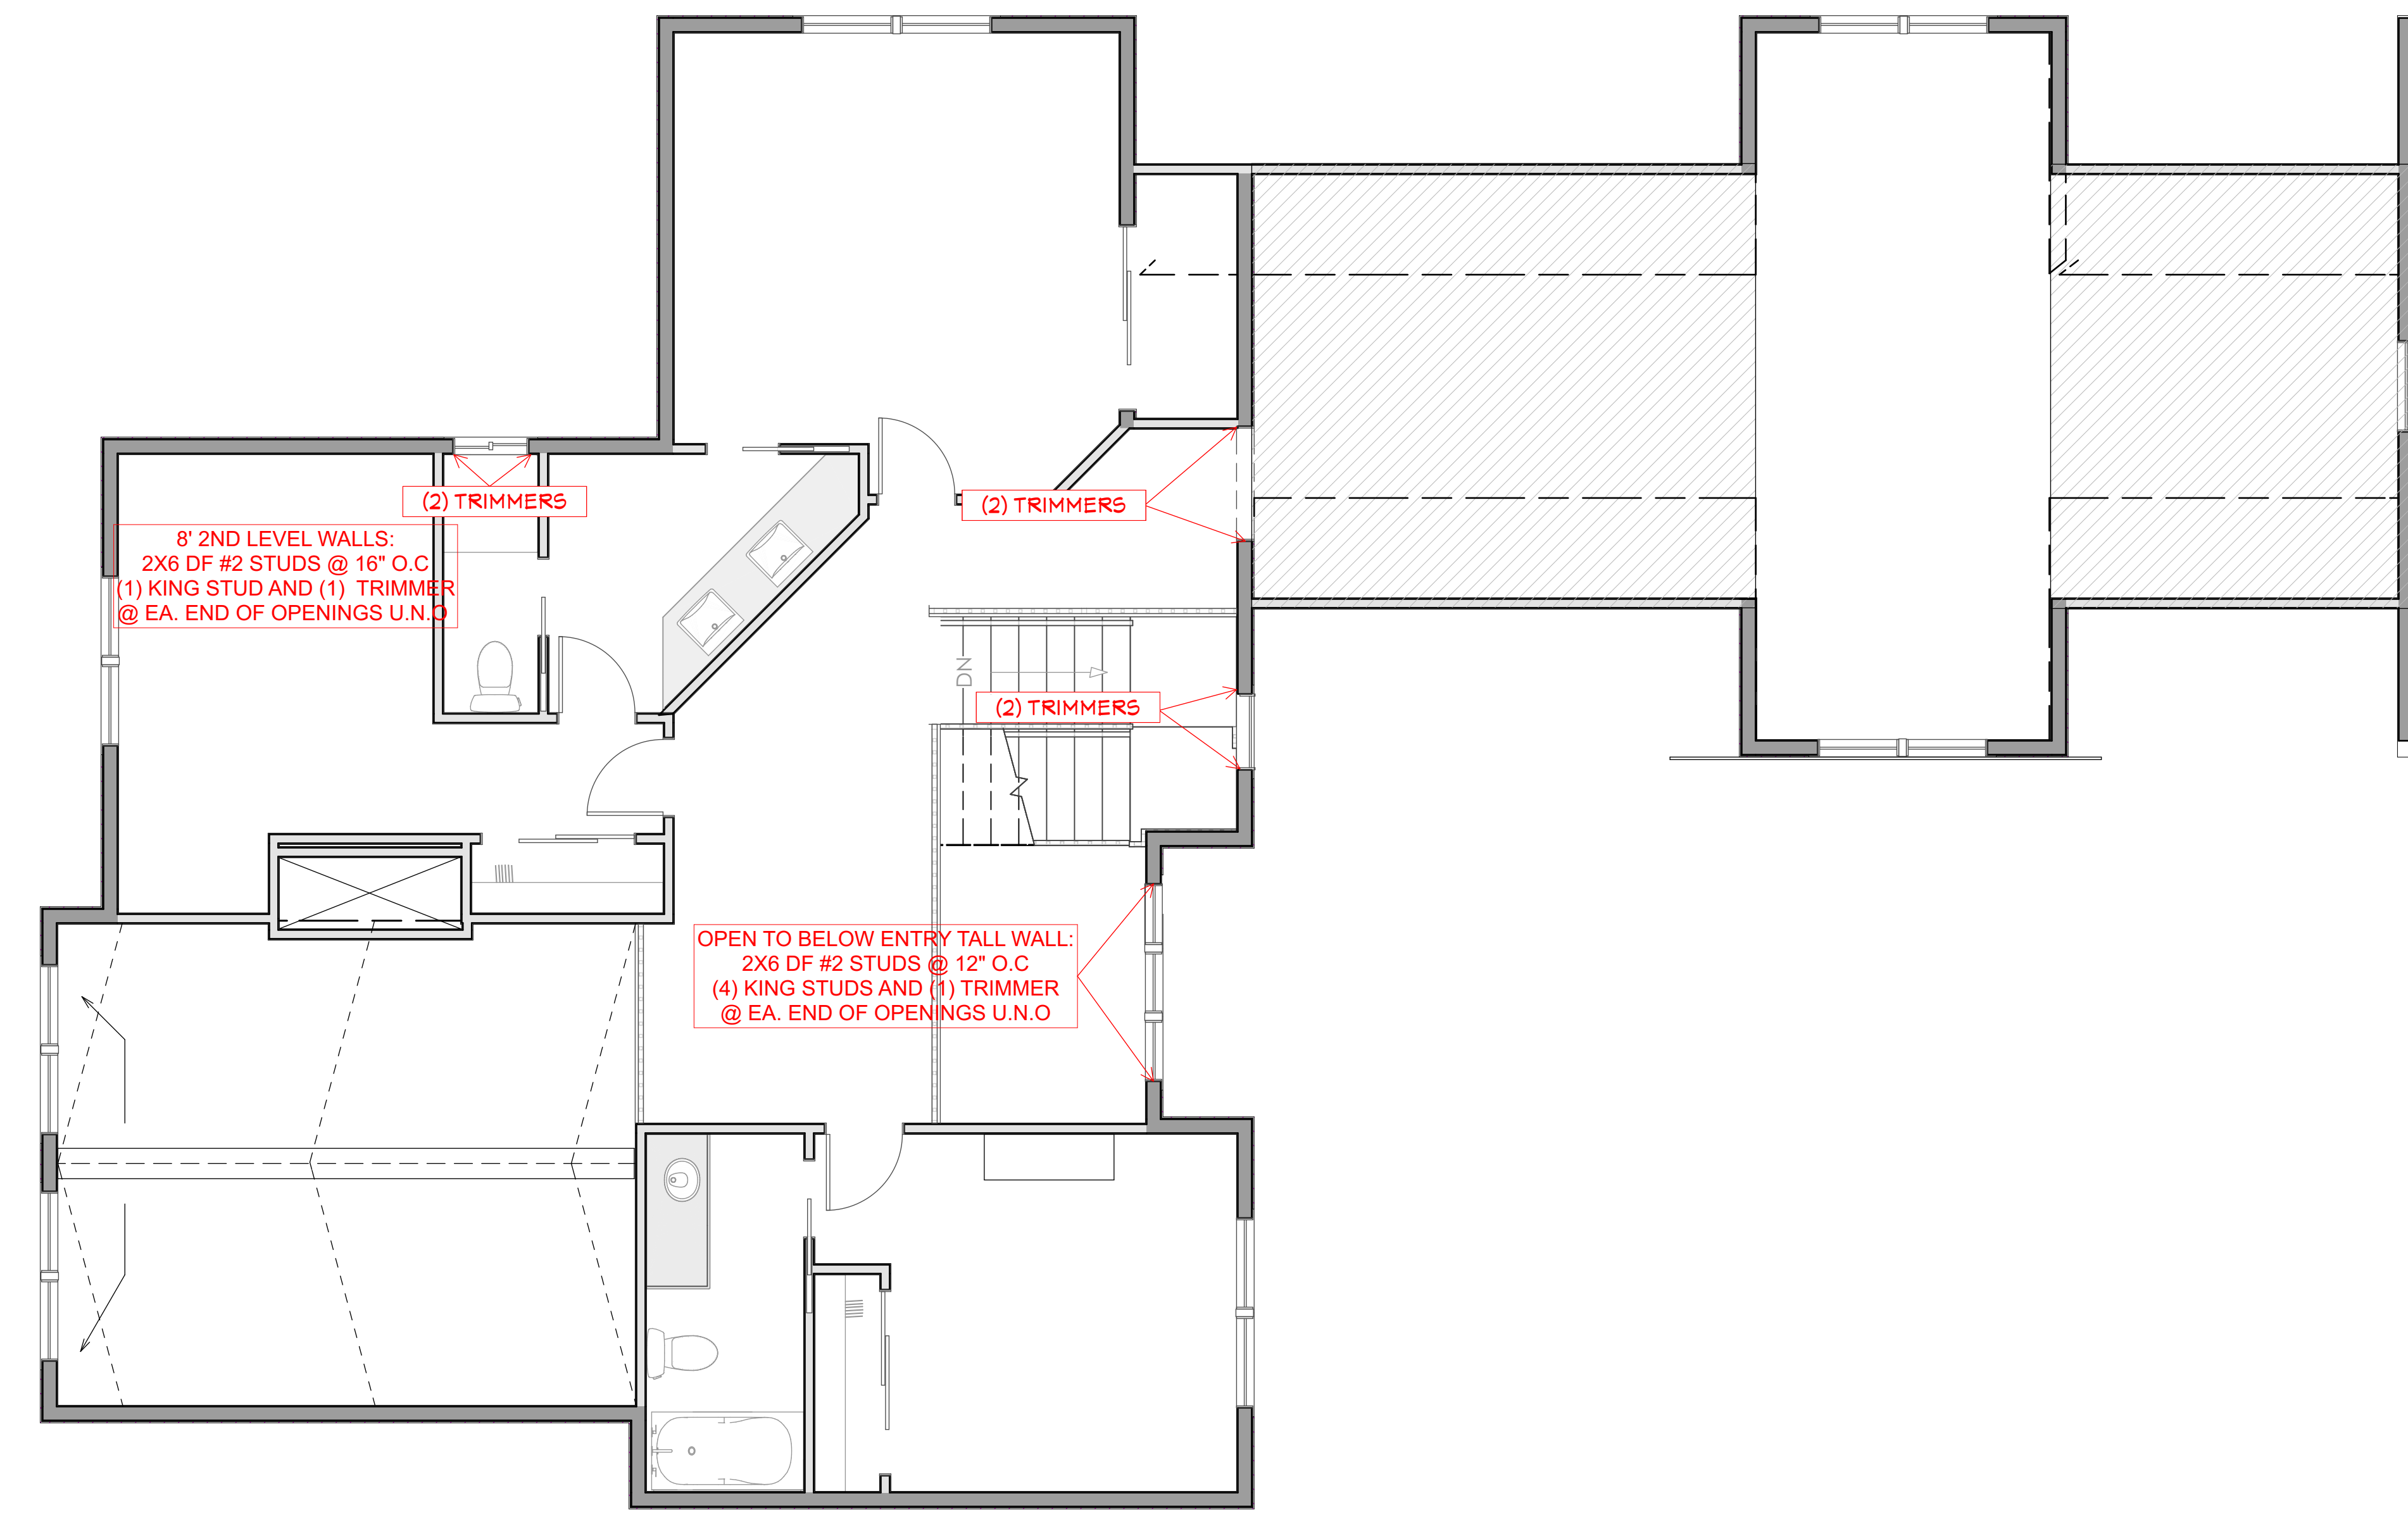 (2) TRIMMERS
(2) TRIMMERS
8' 2ND LEVEL WALLS:
2X6 DF #2 STUDS @ 16" O.C
(1) KING STUD AND (1) TRIMMER
@ EA. END OF OPENINGS U.N.O
DN
(2) TRIMMERS
OPEN TO BELOW ENTRY TALL WALL:
2X6 DF #2 STUDS @ 12" O.C
(4) KING STUDS AND (1) TRIMMER
@ EA. END OF OPENINGS U.N.O